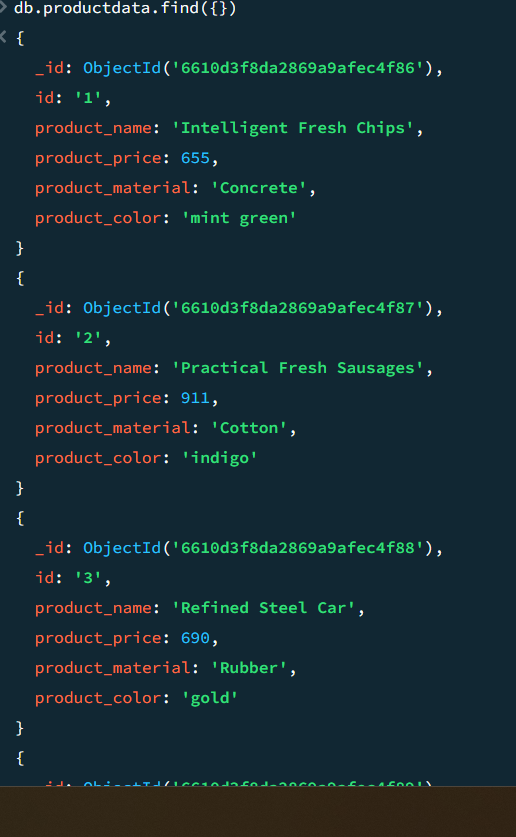 db.productdata.find({})
{
_id: ObjectId('6610d3f8da2869a9afec4f86'),
id: '1',
product_name: 'Intelligent Fresh Chips',
product_price: 655,
product_material: 'Concrete',
product_color: 'mint green'
}
{
_id: ObjectId('6610d3f8da2869a9afec4f87'),
id: '2',
product_name: 'Practical Fresh Sausages',
product_price: 911,
product_material: 'Cotton',
product_color: 'indigo'
}
{
_id: ObjectId('6610d3f8da2869a9afec4f88'),
id: '3',
product_name: 'Refined Steel Car',
product_price: 690,
product_material: 'Rubber',
product_color: 'gold'
}
{